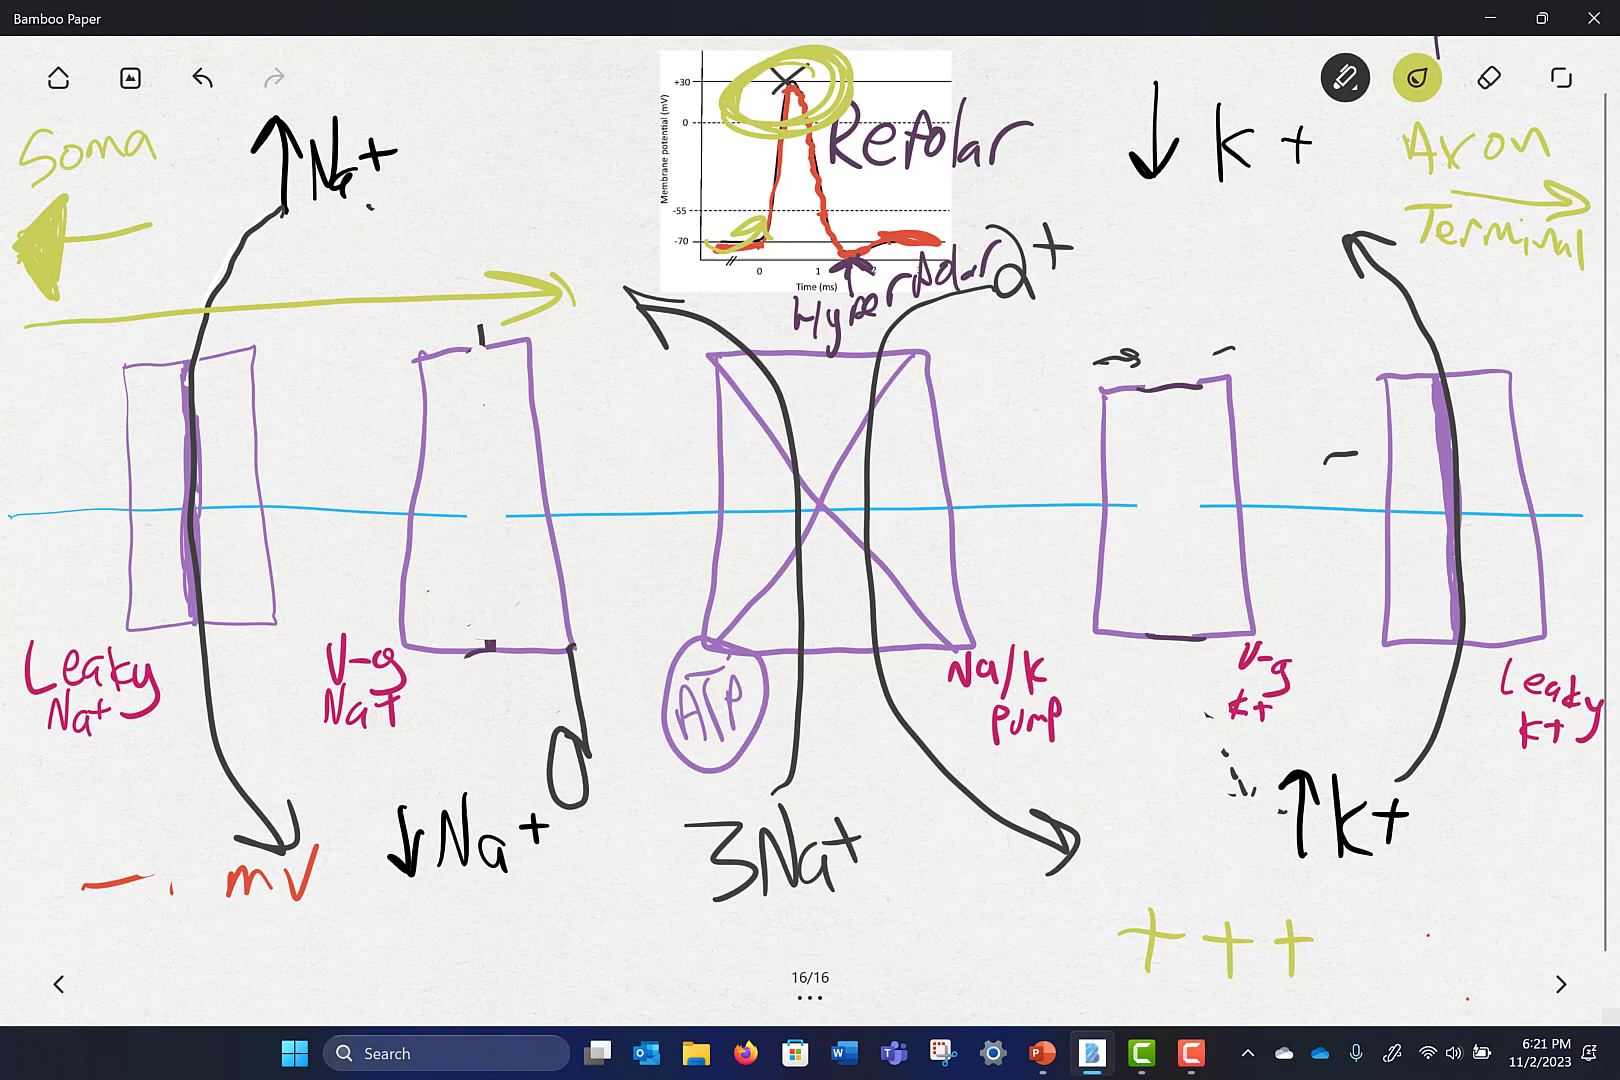 Bamboo Paper
Soma
↑ Na+
+30
0
-55
-70
Membrane potential (mV)
0
1
2
Time (ms)
Repolar
Hyperpolar
2+
↓ K+
Axon
Terminal
Leaky
Na+
V-g
Na+
ATP
Na/K
pump
V-g
K+
Leaky
K+
- . mV
↓ Na+
3Na+
↑ K+
+ + +
16/16
Search
6:21 PM
11/2/2023